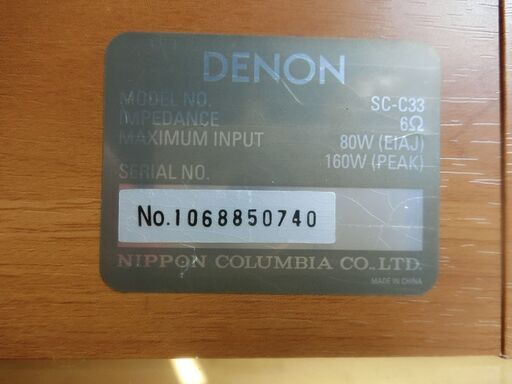 DENON
MODEL NO. SC-C33
IMPEDANCE 6Ω
MAXIMUM INPUT 80W (EIAJ)
160W (PEAK)
SERIAL NO.
No.1068850740
NIPPON COLUMBIA CO.,LTD.
MADE IN CHINA